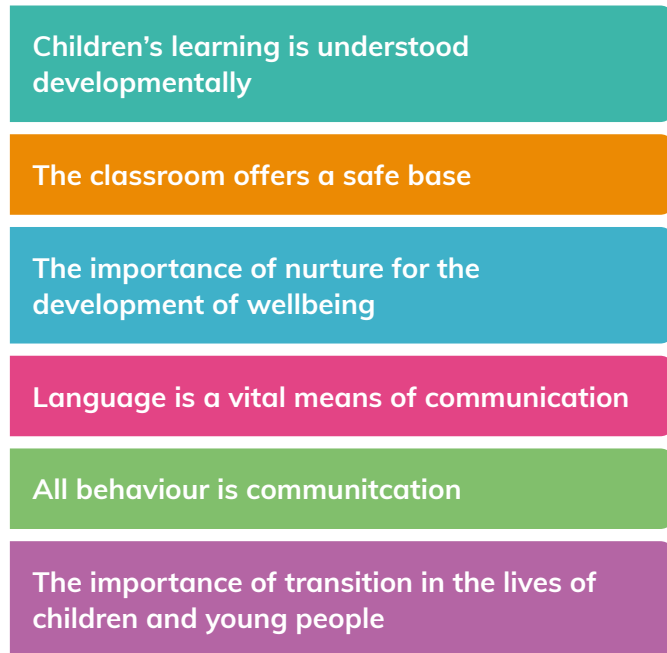 Children’s learning is understood
developmentally
The classroom offers a safe base
The importance of nurture for the
development of wellbeing
Language is a vital means of communication
All behaviour is communitcation
The importance of transition in the lives of
children and young people